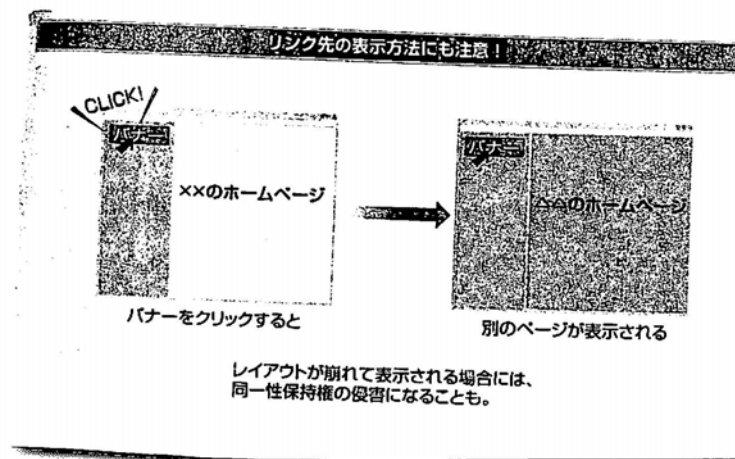 リンク先の表示方法にも注意！
CLICK!
バナー
××のホームページ
バナーをクリックすると
バナー
△△のホームページ
別のページが表示される
レイアウトが崩れて表示される場合には、
同一性保持権の侵害になることも。